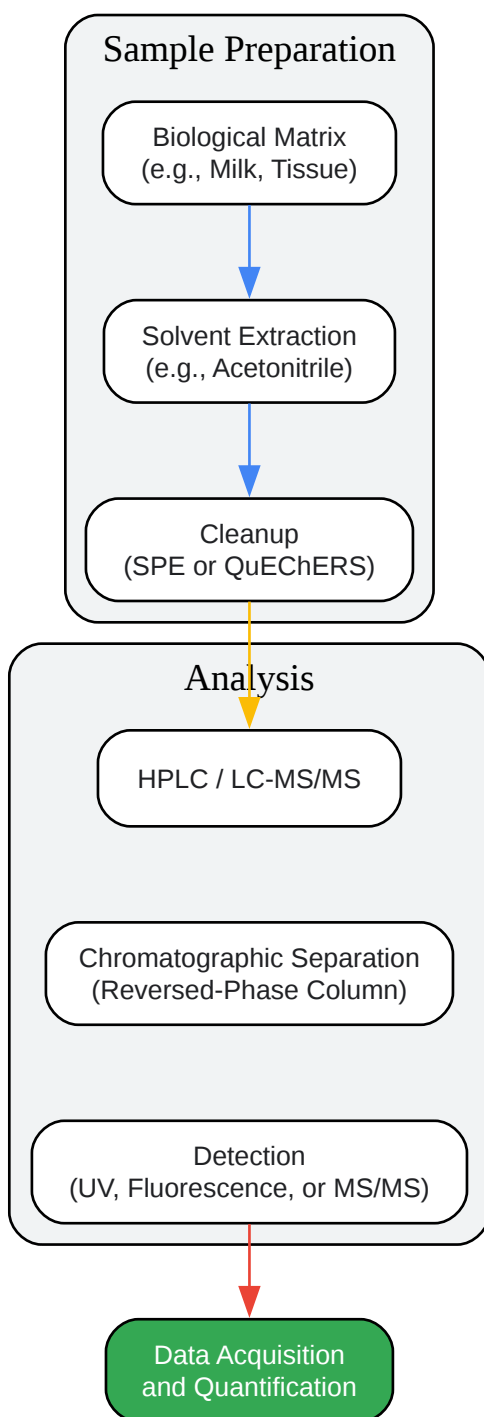 Sample Preparation
Biological Matrix
(e.g., Milk, Tissue)
Solvent Extraction
(e.g., Acetonitrile)
Cleanup
(SPE or QuEChERS)
Analysis
HPLC / LC-MS/MS
Chromatographic Separation
(Reversed-Phase Column)
Detection
(UV, Fluorescence, or MS/MS)
Data Acquisition
and Quantification